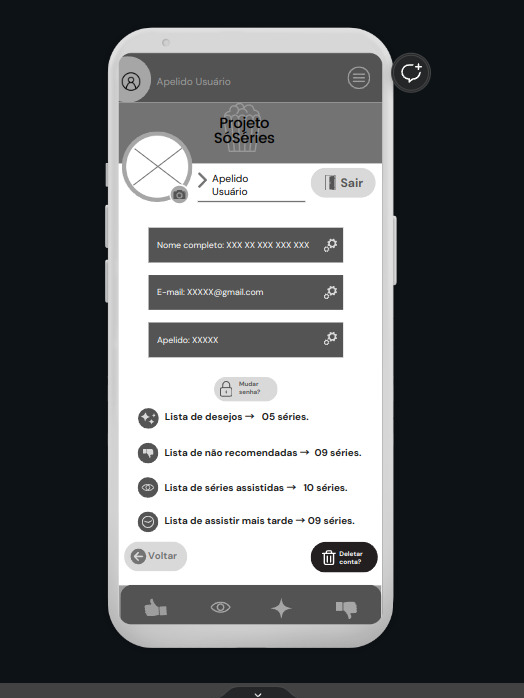 Apelido Usuário
Projeto
SóSéries
Apelido
Usuário
Sair
Nome completo: XXX XX XXX XXX XXX
E-mail: XXXXX@gmail.com
Apelido: XXXXX
Mudar
senha?
Lista de desejos → 05 séries.
Lista de não recomendadas → 09 séries.
Lista de séries assistidas → 10 séries.
Lista de assistir mais tarde → 09 séries.
Voltar
Deletar
conta?